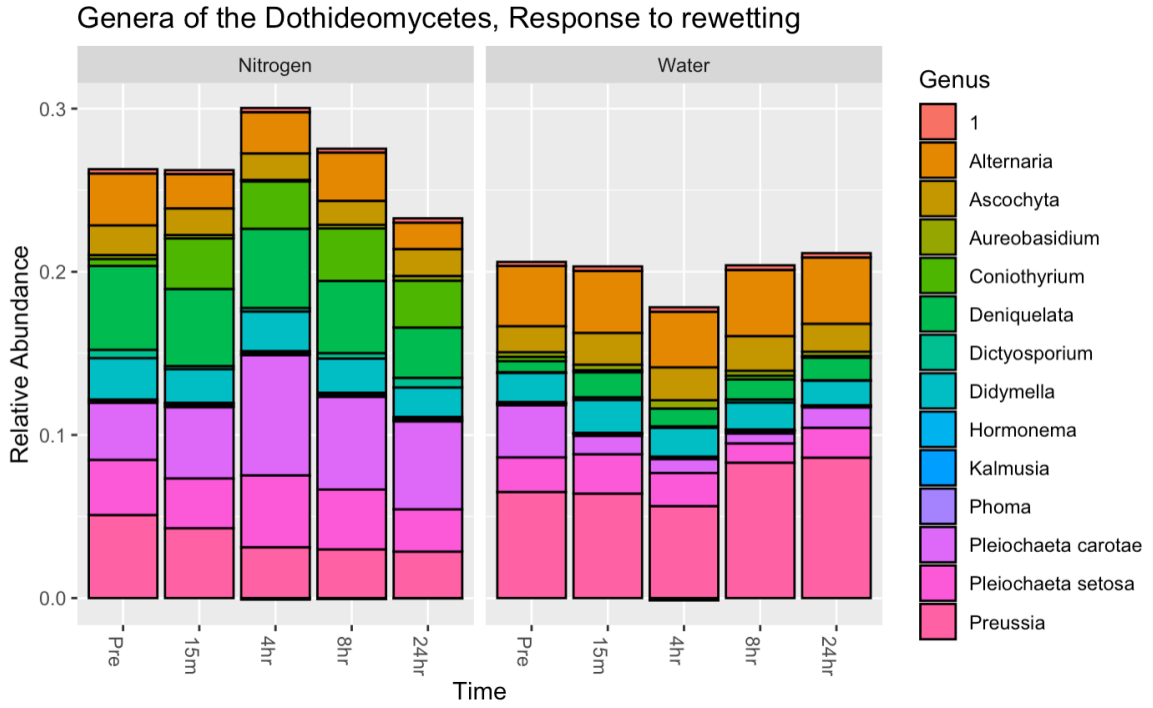 Genera of the Dothideomycetes, Response to rewetting
Nitrogen
Water
Relative Abundance
0.3
0.2
0.1
0.0
Pre
15m
4hr
8hr
24hr
Pre
15m
4hr
8hr
24hr
Time
Genus
1
Alternaria
Ascochyta
Aureobasidium
Coniothyrium
Deniquelata
Dictyosporium
Didymella
Hormonema
Kalmusia
Phoma
Pleiochaeta carotae
Pleiochaeta setosa
Preussia